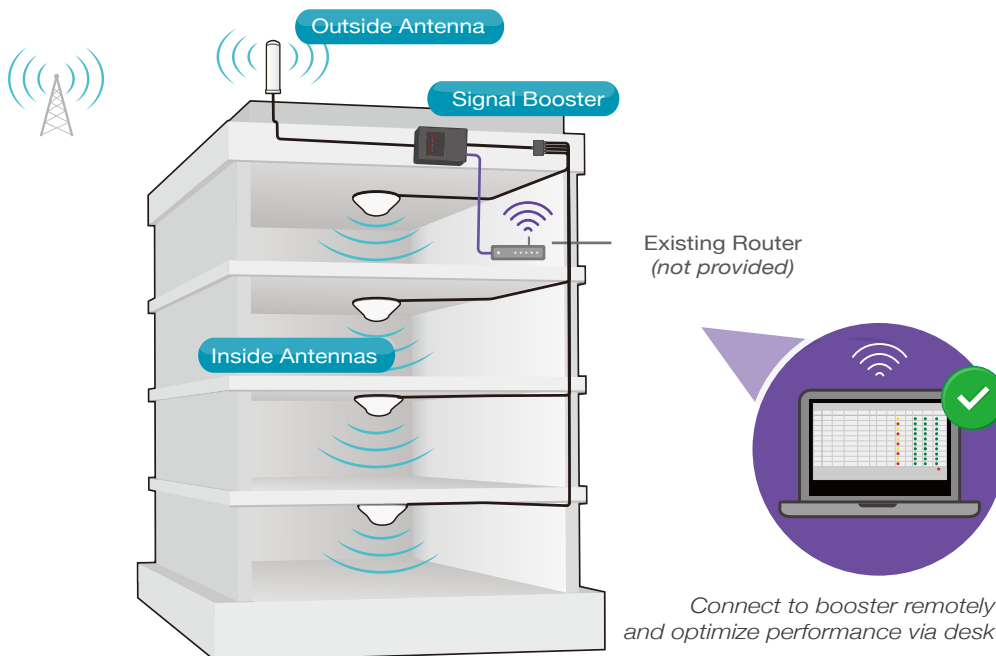 Outside Antenna
Signal Booster
Existing Router
(not provided)
Inside Antennas
Connect to booster remotely
and optimize performance via desk